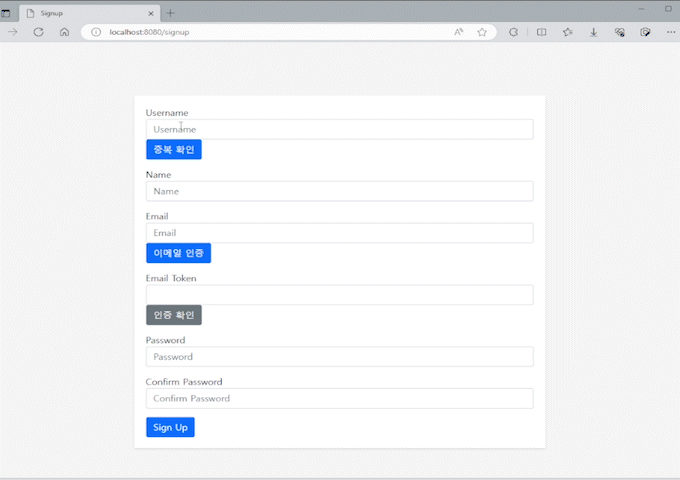 Signup
localhost:8080/signup
Username
Username
중복 확인
Name
Name
Email
Email
이메일 인증
Email Token
인증 확인
Password
Password
Confirm Password
Confirm Password
Sign Up